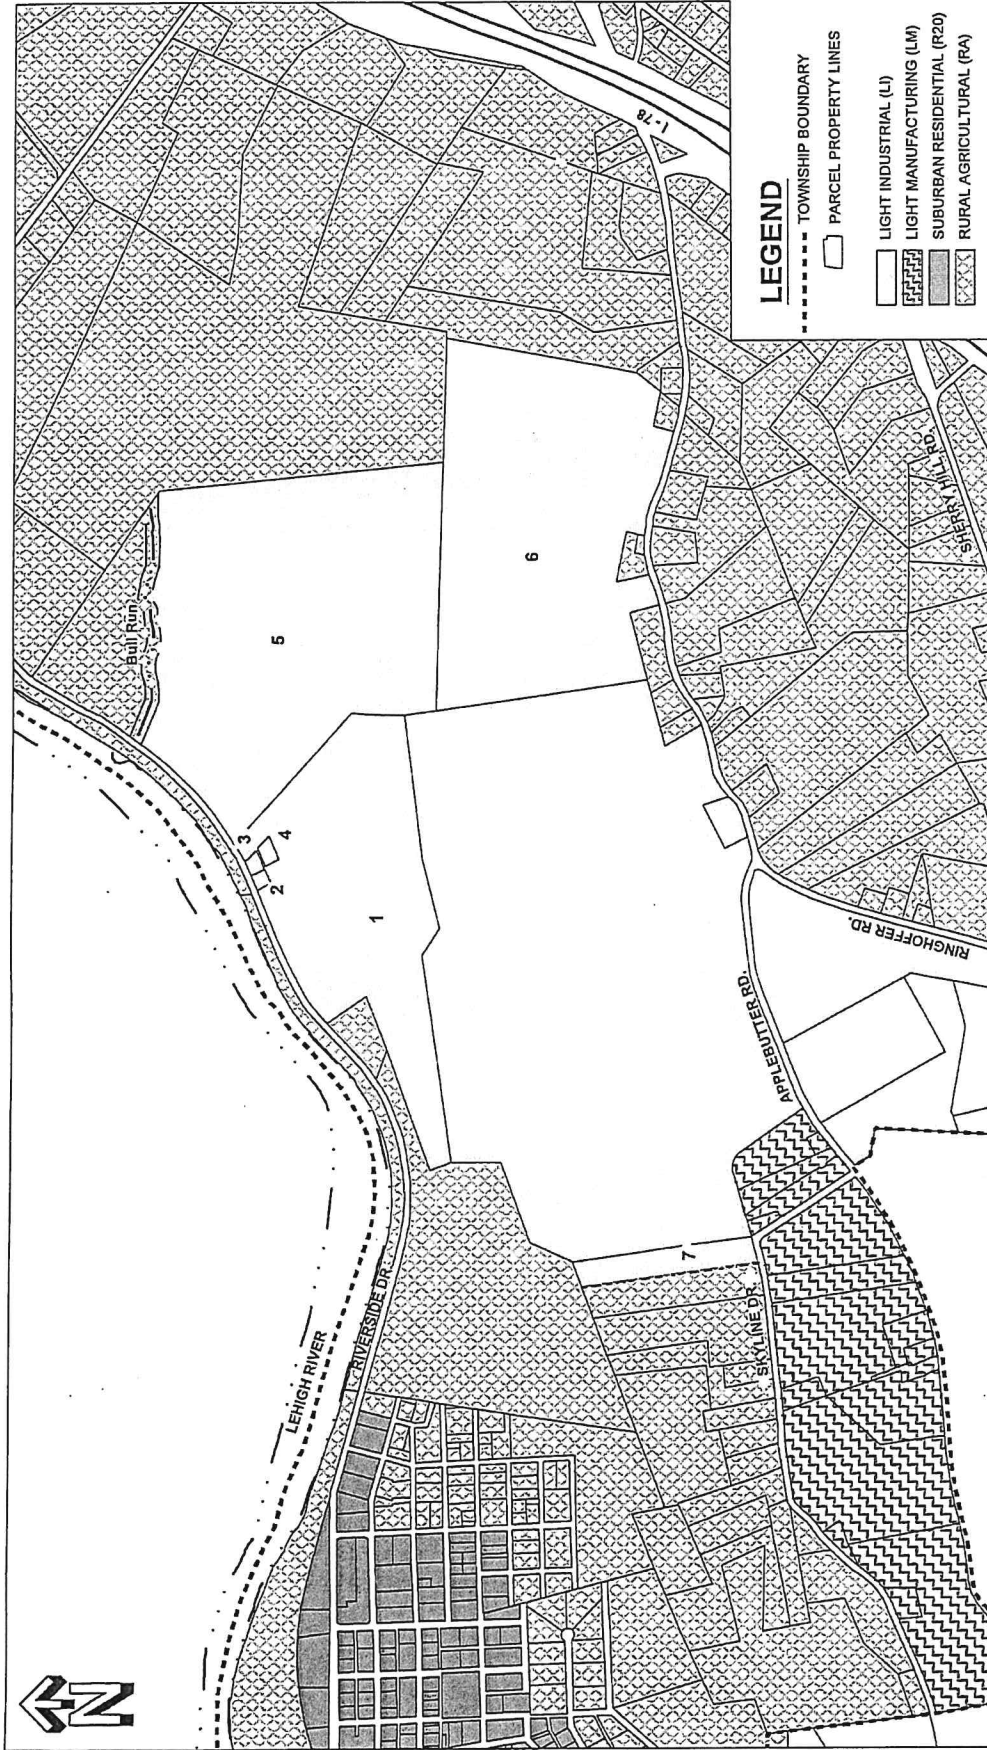 N
LEHIGH RIVER
RIVERSIDE DR.
Bull Run
I-78
1
2
3
4
5
6
7
SKYLINE DR.
APPLEBUTTER RD.
RINGHOFFER RD.
SHERRY HILL RD.
LEGEND
TOWNSHIP BOUNDARY
PARCEL PROPERTY LINES
LIGHT INDUSTRIAL (LI)
LIGHT MANUFACTURING (LM)
SUBURBAN RESIDENTIAL (R20)
RURAL AGRICULTURAL (RA)